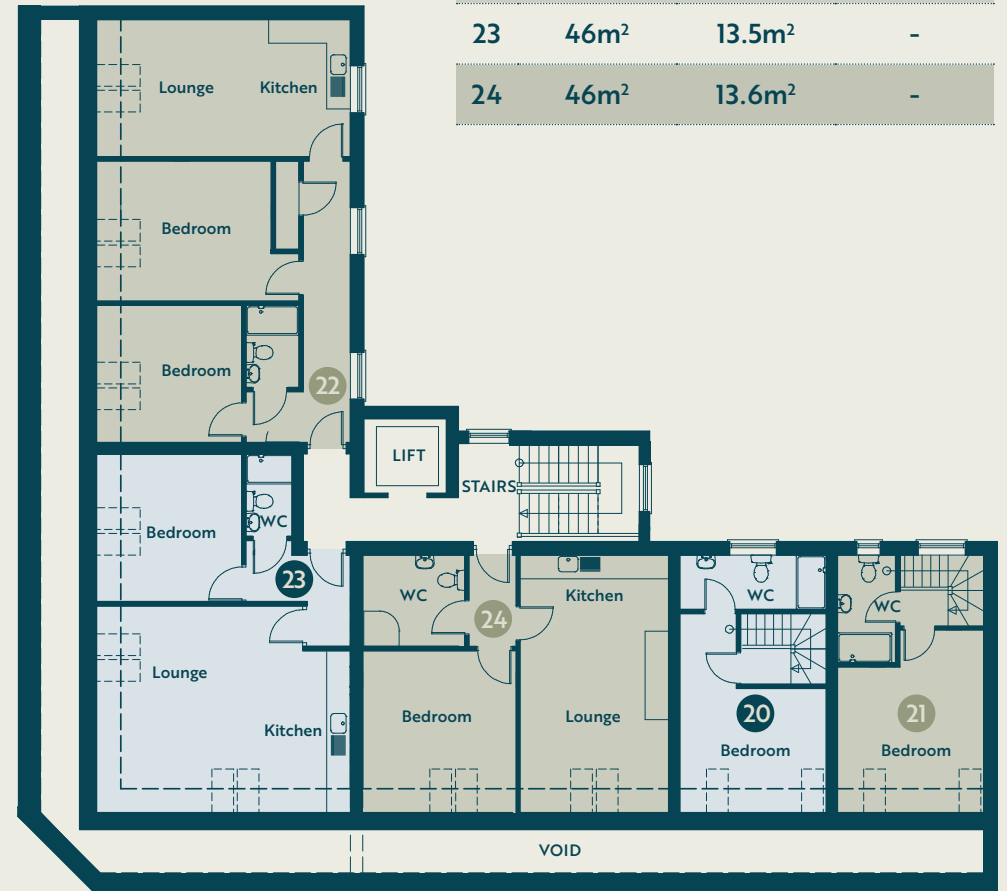 23 46m² 13.5m² -
24 46m² 13.6m² -
Lounge Kitchen
Bedroom
Bedroom
22
LIFT
STAIRS
Bedroom WC
23
Lounge
Kitchen
WC
24
Bedroom
Kitchen
Lounge
WC
20
Bedroom
WC
21
Bedroom
VOID